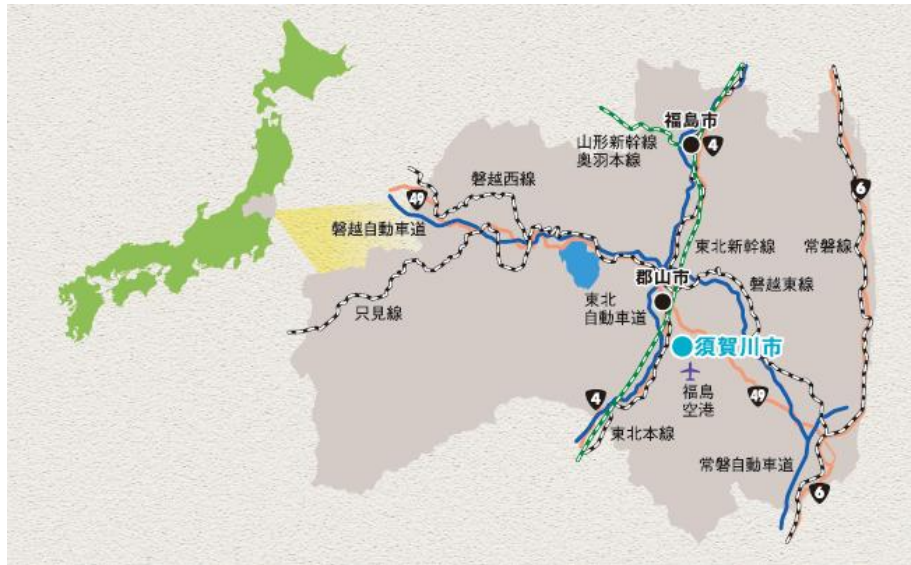 福島市
4
山形新幹線
奥羽本線
磐越西線
49
6
磐越自動車道
東北新幹線
常磐線
郡山市
磐越東線
東北
自動車道
只見線
須賀川市
福島
空港
4
49
東北本線
常磐自動車道
6